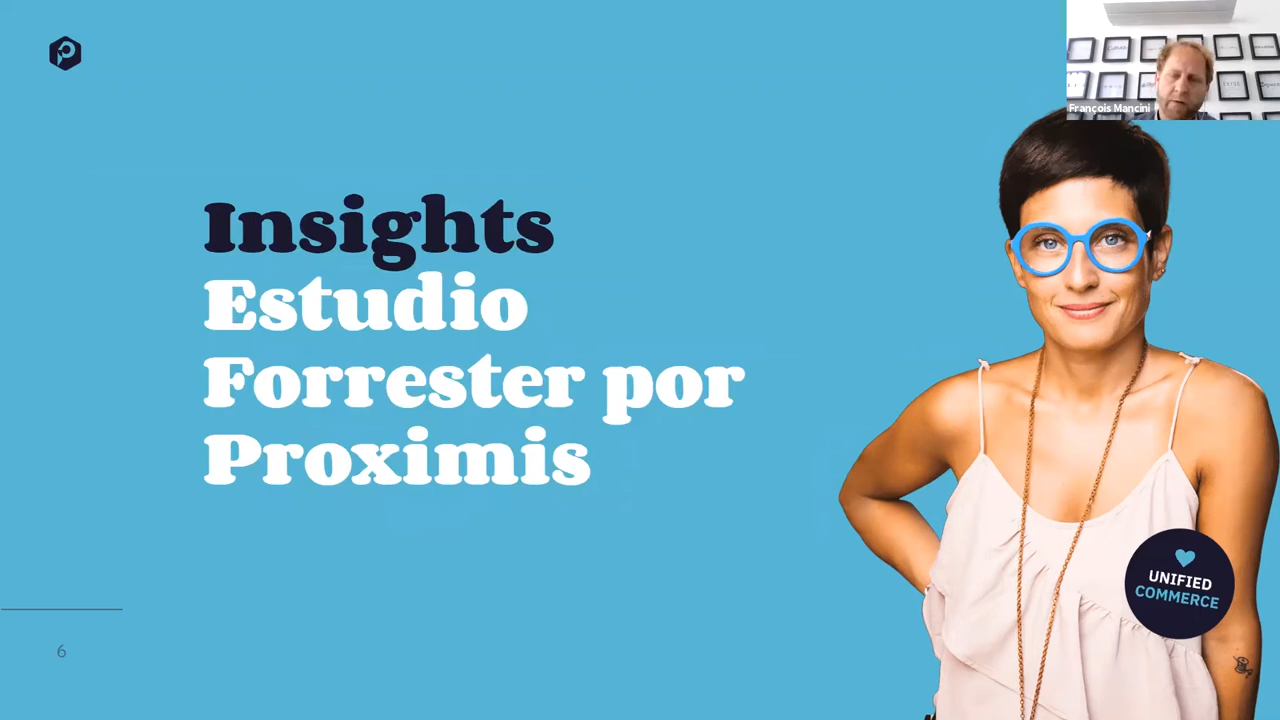 François Mancini
Insights
Estudio
Forrester por
Proximis
UNIFIED
COMMERCE
6